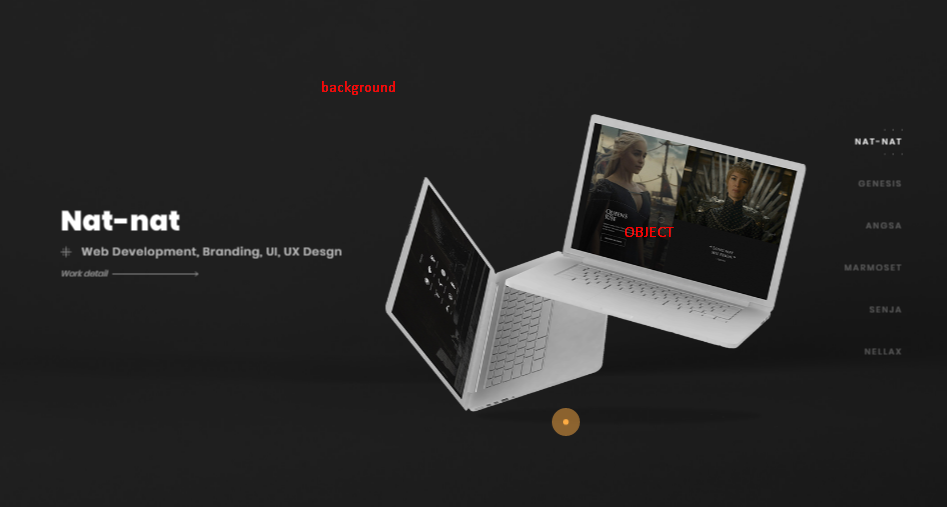 background
NAT-NAT
GENESIS
Nat-nat
Web Development, Branding, UI, UX Desgn
Work detail
OBJECT
ANGSA
MARMOSET
SENJA
NELLAX